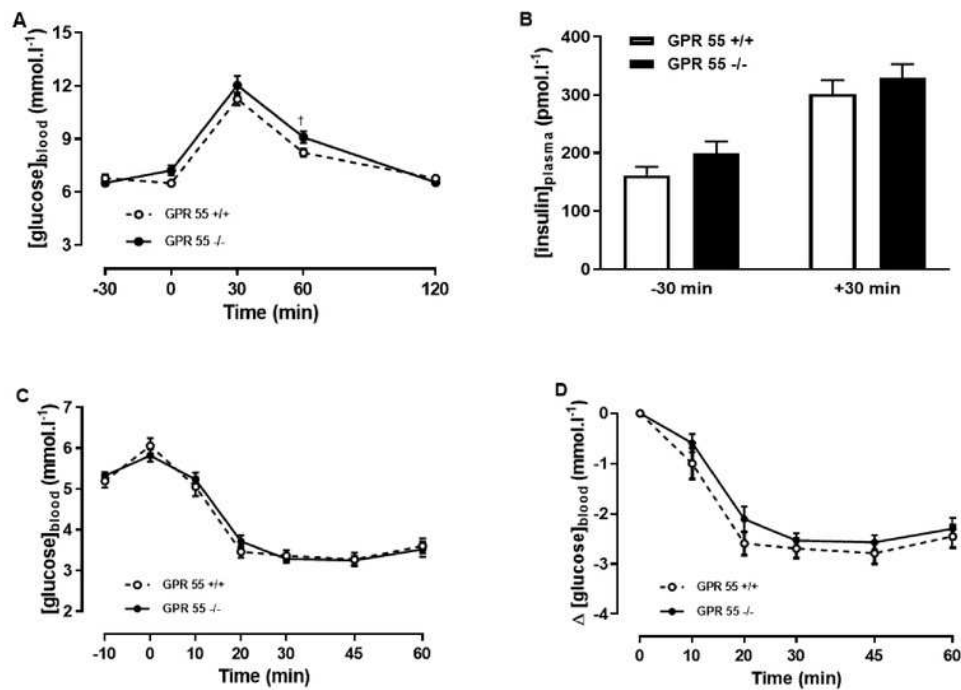 A
[glucose]blood (mmol.l-1)
15
12
9
6
3
†
GPR 55 +/+
GPR 55 -/-
-30 0 30 60 120
Time (min)
B
[insulin]plasma (pmol.l-1)
400
300
200
100
0
GPR 55 +/+
GPR 55 -/-
-30 min +30 min
C
[glucose]blood (mmol.l-1)
7
6
5
4
3
2
GPR 55 +/+
GPR 55 -/-
-10 0 10 20 30 45 60
Time (min)
D
Δ [glucose]blood (mmol.l-1)
0
-1
-2
-3
-4
GPR 55 +/+
GPR 55 -/-
0 10 20 30 45 60
Time (min)